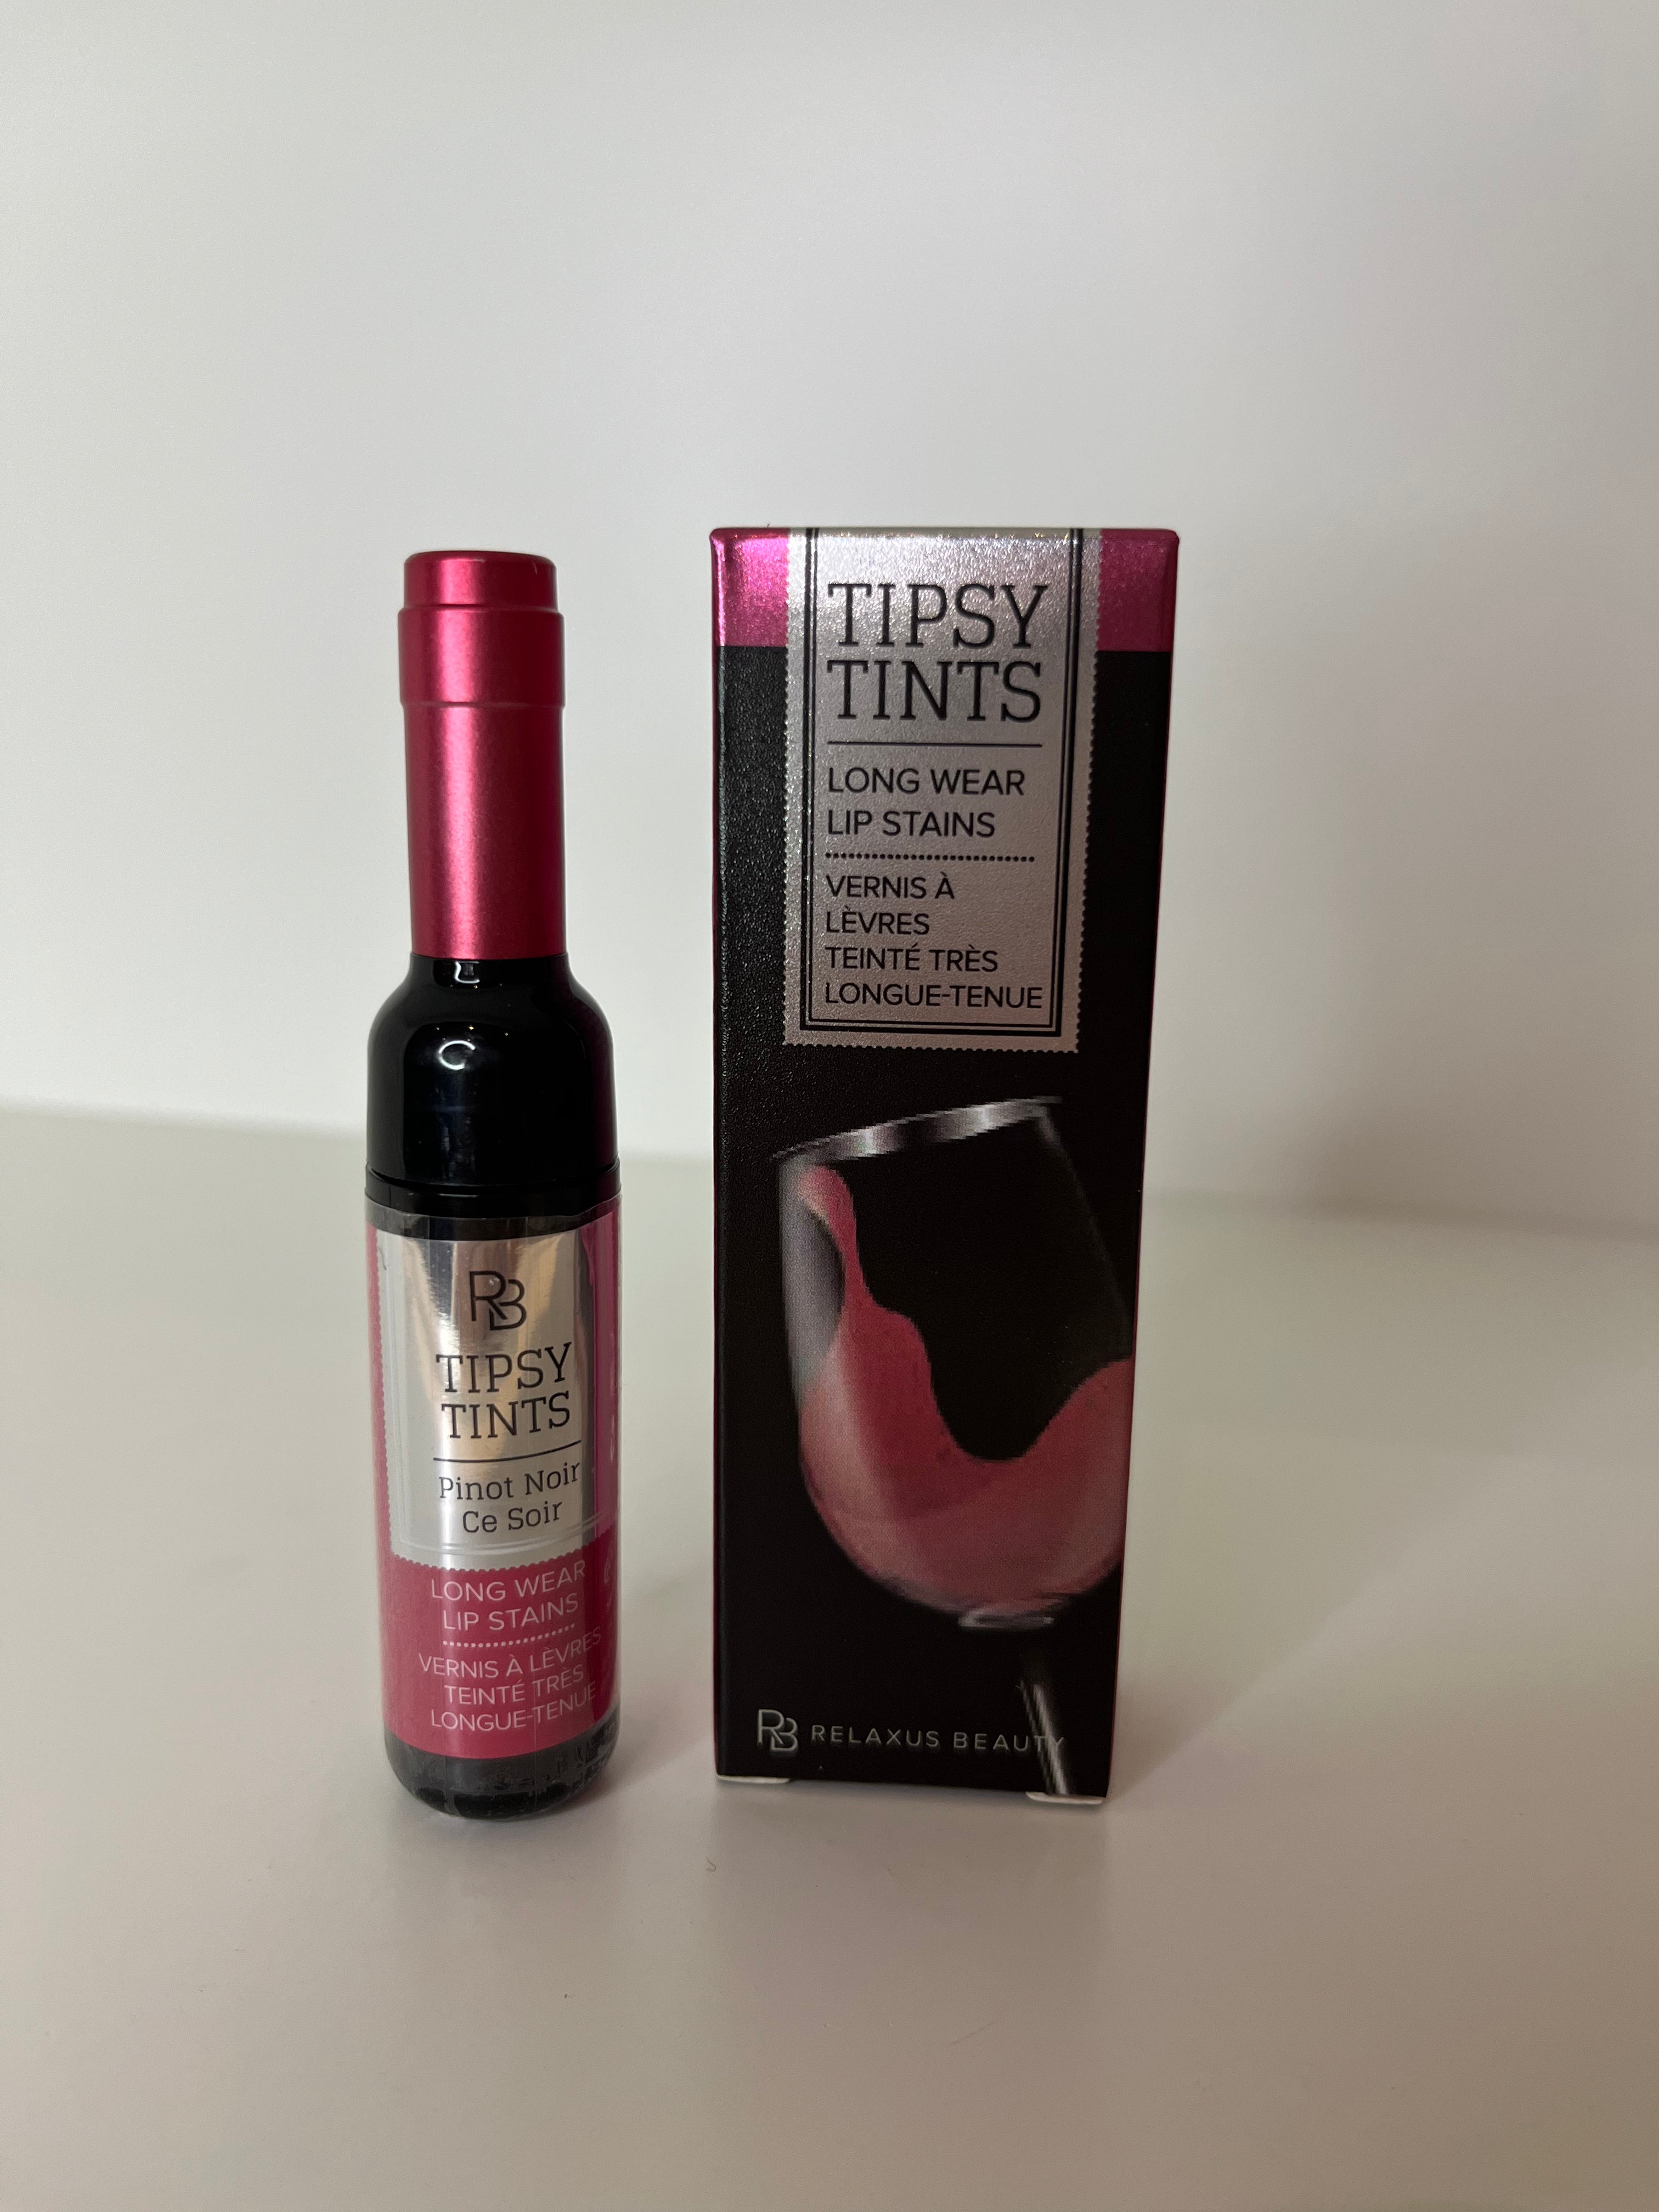 RB
TIPSY
TINTS
Pinot Noir
Ce Soir
LONG WEAR
LIP STAINS
VERNIS À LÈVRES
TEINTÉ TRÈS
LONGUE-TENUE
TIPSY
TINTS
LONG WEAR
LIP STAINS
VERNIS À
LÈVRES
TEINTÉ TRÈS
LONGUE-TENUE
RB RELAXUS BEAUTY